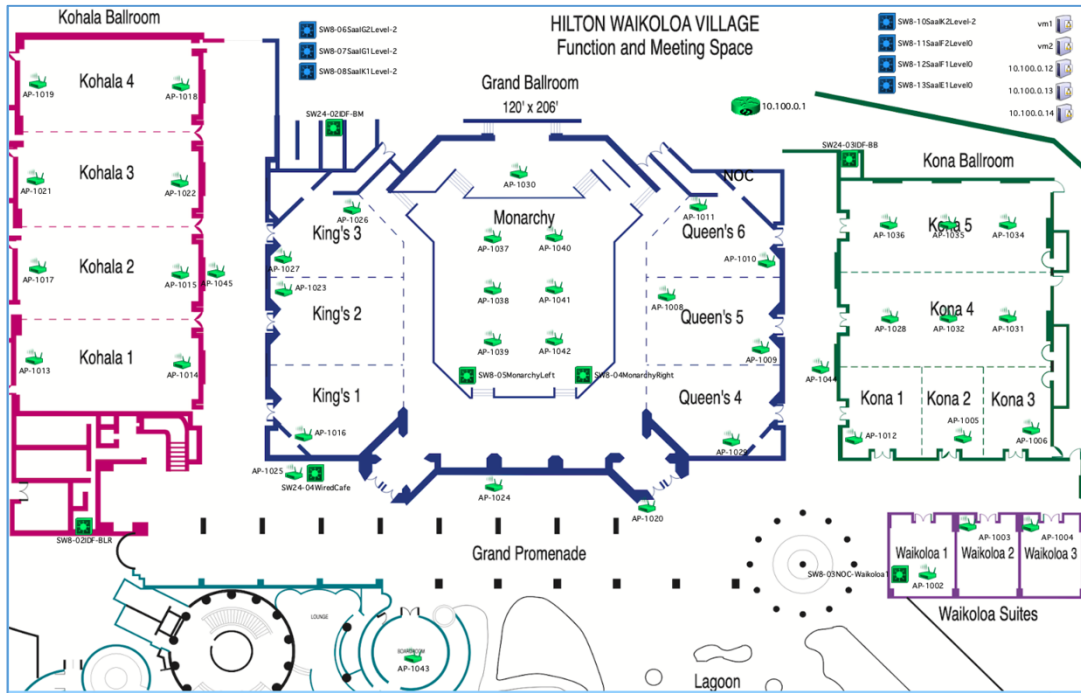 Kohala Ballroom
HILTON WAIKOLOA VILLAGE
Function and Meeting Space
SW8-06SaalG2Level-2
SW8-07SaalG1Level-2
SW8-08SaalK1Level-2
SW8-10SaalK2Level-2
SW8-11SaalF2Level0
SW8-12SaalF1Level0
SW8-13SaalE1Level0
vm1
vm2
10.100.0.12
10.100.0.13
10.100.0.14
Grand Ballroom
120' x 206'
10.100.0.1
Kohala 4
AP-1019
AP-1018
SW24-02IDF-BM
SW24-03IDF-BB
Kona Ballroom
Kohala 3
AP-1021
AP-1022
AP-1030
NOC
AP-1026
Monarchy
AP-1011
King's 3
Queen's 6
AP-1036
AP-1035
AP-1034
Kona 5
AP-1037
AP-1040
Kohala 2
AP-1017
AP-1015
AP-1045
AP-1027
AP-1010
AP-1023
AP-1038
AP-1041
AP-1008
King's 2
Queen's 5
Kona 4
AP-1028
AP-1032
AP-1031
Kohala 1
AP-1013
AP-1014
AP-1039
AP-1042
AP-1009
AP-1044
SW8-05MonarchyLeft
SW8-04MonarchyRight
King's 1
Queen's 4
Kona 1
Kona 2
Kona 3
AP-1016
AP-1012
AP-1005
AP-1006
AP-1025
SW24-04WiredCafe
AP-1024
AP-1020
SW8-02IDF-BLR
Grand Promenade
Waikoloa 1
AP-1003
Waikoloa 2
AP-1004
Waikoloa 3
SW8-03NOC-Waikoloa1
AP-1002
Waikoloa Suites
LOUNGE
AP-1043
Lagoon